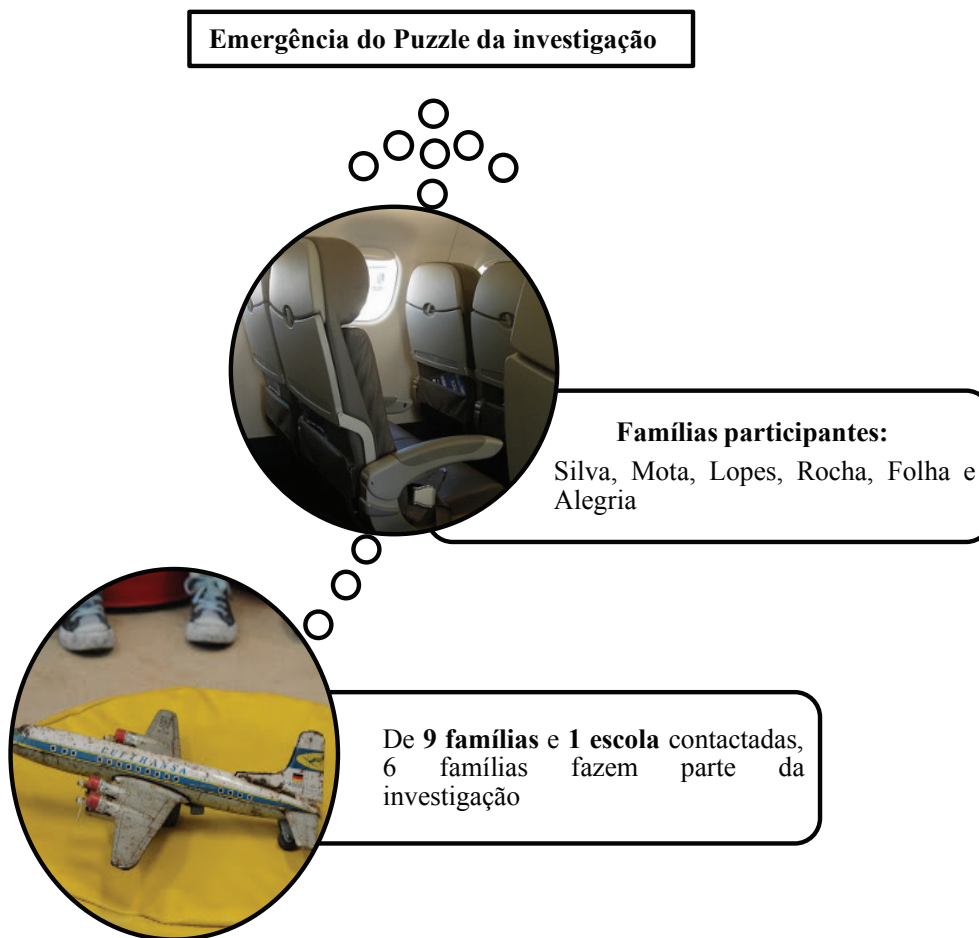 Emergência do Puzzle da investigação
Famílias participantes:
Silva, Mota, Lopes, Rocha, Folha e
Alegria
De 9 famílias e 1 escola contactadas,
6 famílias fazem parte da
investigação
LUFTHANSA